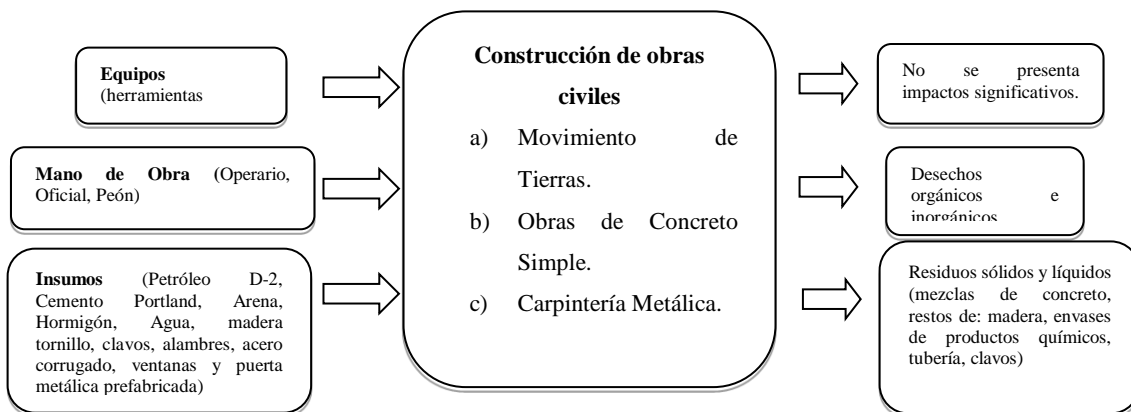 Equipos
(herramientas
Mano de Obra (Operario,
Oficial, Peón)
Insumos (Petróleo D-2,
Cemento Portland, Arena,
Hormigón, Agua, madera
tornillo, clavos, alambres, acero
corrugado, ventanas y puerta
metálica prefabricada)
Construcción de obras
civiles
a) Movimiento de
Tierras.
b) Obras de Concreto
Simple.
c) Carpintería Metálica.
No se presenta
impactos significativos.
Desechos
orgánicos e
inorgánicos
Residuos sólidos y líquidos
(mezclas de concreto,
restos de: madera, envases
de productos químicos,
tubería, clavos)